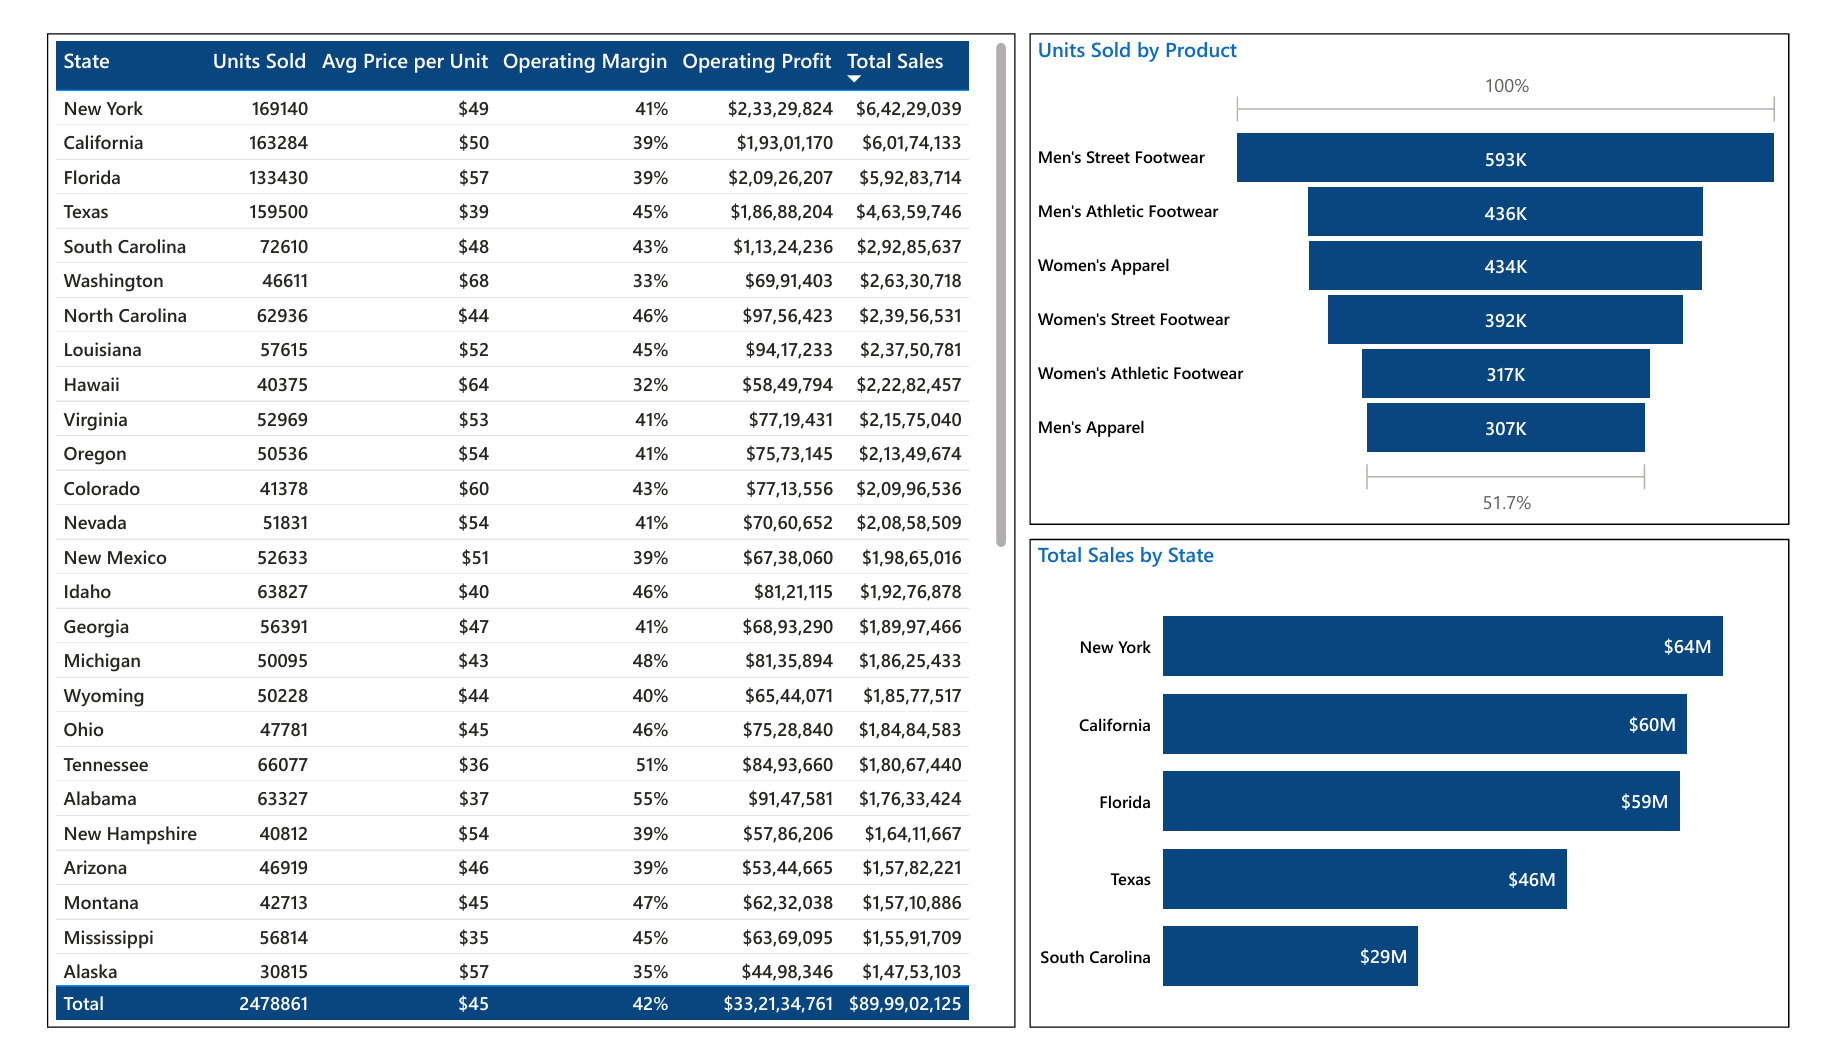 State Units Sold Avg Price per Unit Operating Margin Operating Profit Total Sales
New York 169140 $49 41% $2,33,29,824 $6,42,29,039
California 163284 $50 39% $1,93,01,170 $6,01,74,133
Florida 133430 $57 39% $2,09,26,207 $5,92,83,714
Texas 159500 $39 45% $1,86,88,204 $4,63,59,746
South Carolina 72610 $48 43% $1,13,24,236 $2,92,85,637
Washington 46611 $68 33% $69,91,403 $2,63,30,718
North Carolina 62936 $44 46% $97,56,423 $2,39,56,531
Louisiana 57615 $52 45% $94,17,233 $2,37,50,781
Hawaii 40375 $64 32% $58,49,794 $2,22,82,457
Virginia 52969 $53 41% $77,19,431 $2,15,75,040
Oregon 50536 $54 41% $75,73,145 $2,13,49,674
Colorado 41378 $60 43% $77,13,556 $2,09,96,536
Nevada 51831 $54 41% $70,60,652 $2,08,58,509
New Mexico 52633 $51 39% $67,38,060 $1,98,65,016
Idaho 63827 $40 46% $81,21,115 $1,92,76,878
Georgia 56391 $47 41% $68,93,290 $1,89,97,466
Michigan 50095 $43 48% $81,35,894 $1,86,25,433
Wyoming 50228 $44 40% $65,44,071 $1,85,77,517
Ohio 47781 $45 46% $75,28,840 $1,84,84,583
Tennessee 66077 $36 51% $84,93,660 $1,80,67,440
Alabama 63327 $37 55% $91,47,581 $1,76,33,424
New Hampshire 40812 $54 39% $57,86,206 $1,64,11,667
Arizona 46919 $46 39% $53,44,665 $1,57,82,221
Montana 42713 $45 47% $62,32,038 $1,57,10,886
Mississippi 56814 $35 45% $63,69,095 $1,55,91,709
Alaska 30815 $57 35% $44,98,346 $1,47,53,103
Total 2478861 $45 42% $33,21,34,761 $89,99,02,125
Units Sold by Product
100%
Men's Street Footwear 593K
Men's Athletic Footwear 436K
Women's Apparel 434K
Women's Street Footwear 392K
Women's Athletic Footwear 317K
Men's Apparel 307K
51.7%
Total Sales by State
New York $64M
California $60M
Florida $59M
Texas $46M
South Carolina $29M